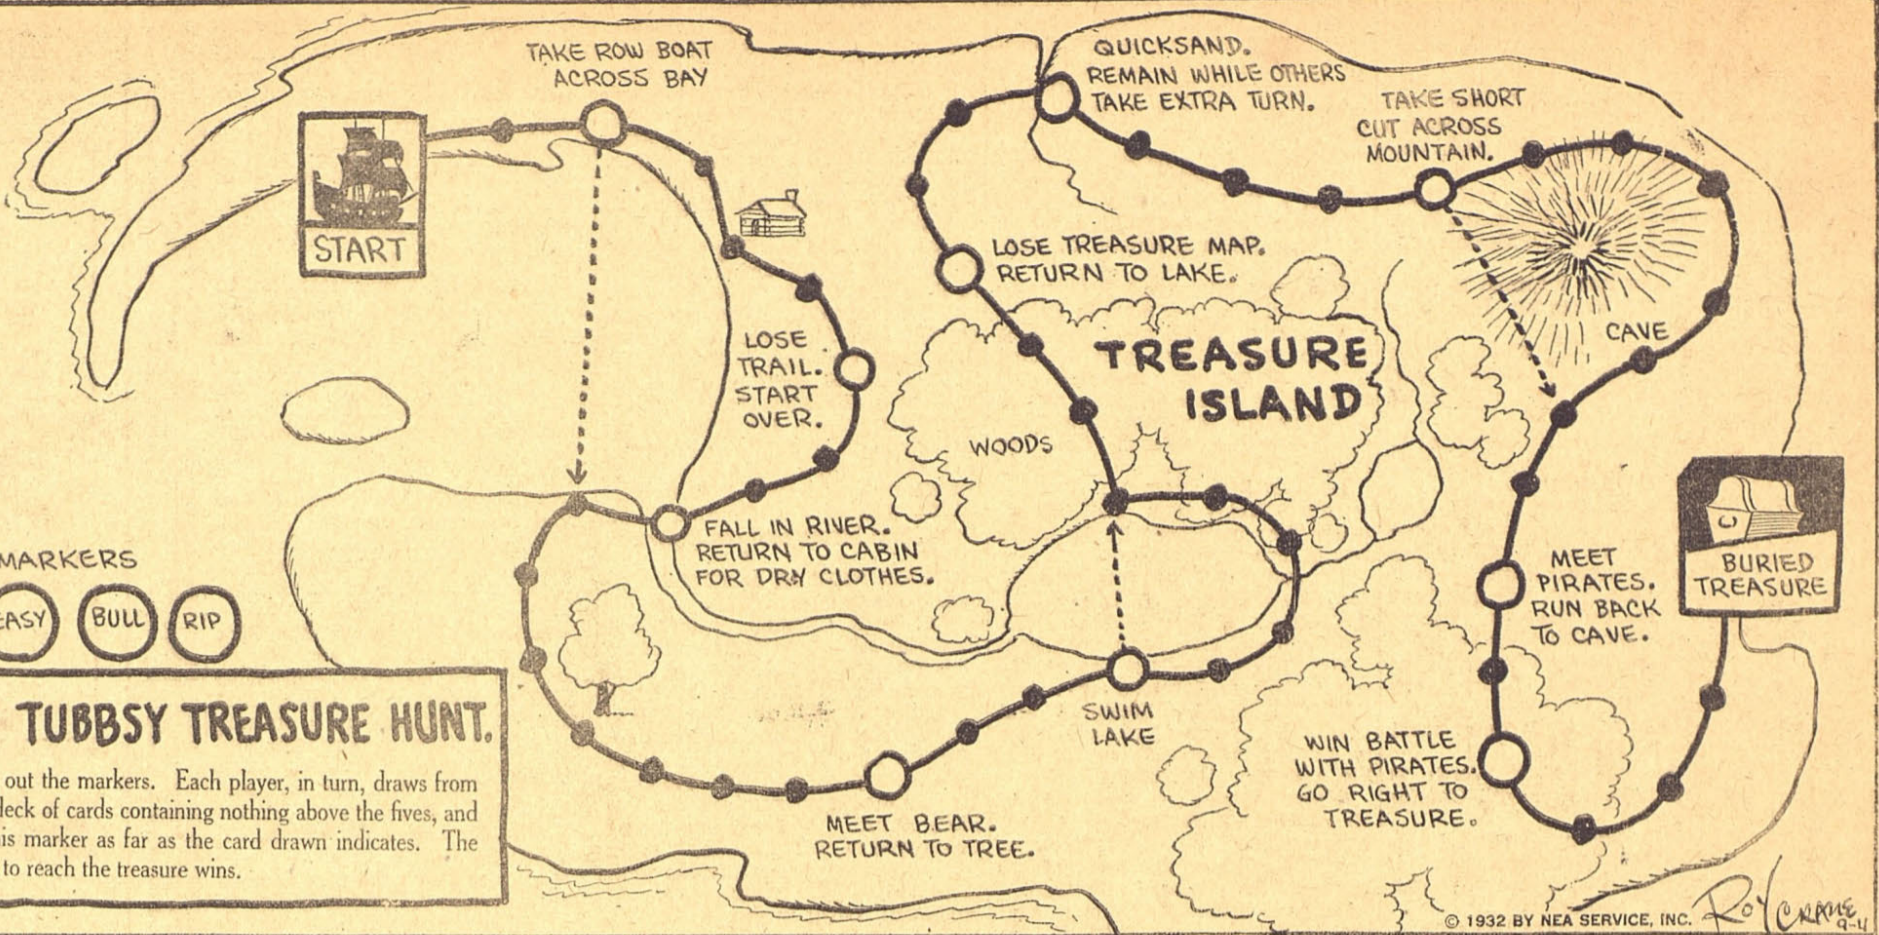 TAKE ROW BOAT
ACROSS BAY
START
LOSE
TRAIL.
START
OVER.
FALL IN RIVER.
RETURN TO CABIN
FOR DRY CLOTHES.
QUICKSAND.
REMAIN WHILE OTHERS
TAKE EXTRA TURN.
TAKE SHORT
CUT ACROSS
MOUNTAIN.
LOSE TREASURE MAP.
RETURN TO LAKE.
TREASURE
ISLAND
WOODS
CAVE
MEET
PIRATES.
RUN BACK
TO CAVE.
BURIED
TREASURE
SWIM
LAKE
WIN BATTLE
WITH PIRATES.
GO RIGHT TO
TREASURE.
MEET BEAR.
RETURN TO TREE.
MARKERS
EASY
BULL
RIP
TUBBSY TREASURE HUNT.
out the markers. Each player, in turn, draws from
deck of cards containing nothing above the fives, and
is marker as far as the card drawn indicates. The
to reach the treasure wins.
© 1932 BY NEA SERVICE, INC.
ROY CRANE
9-4